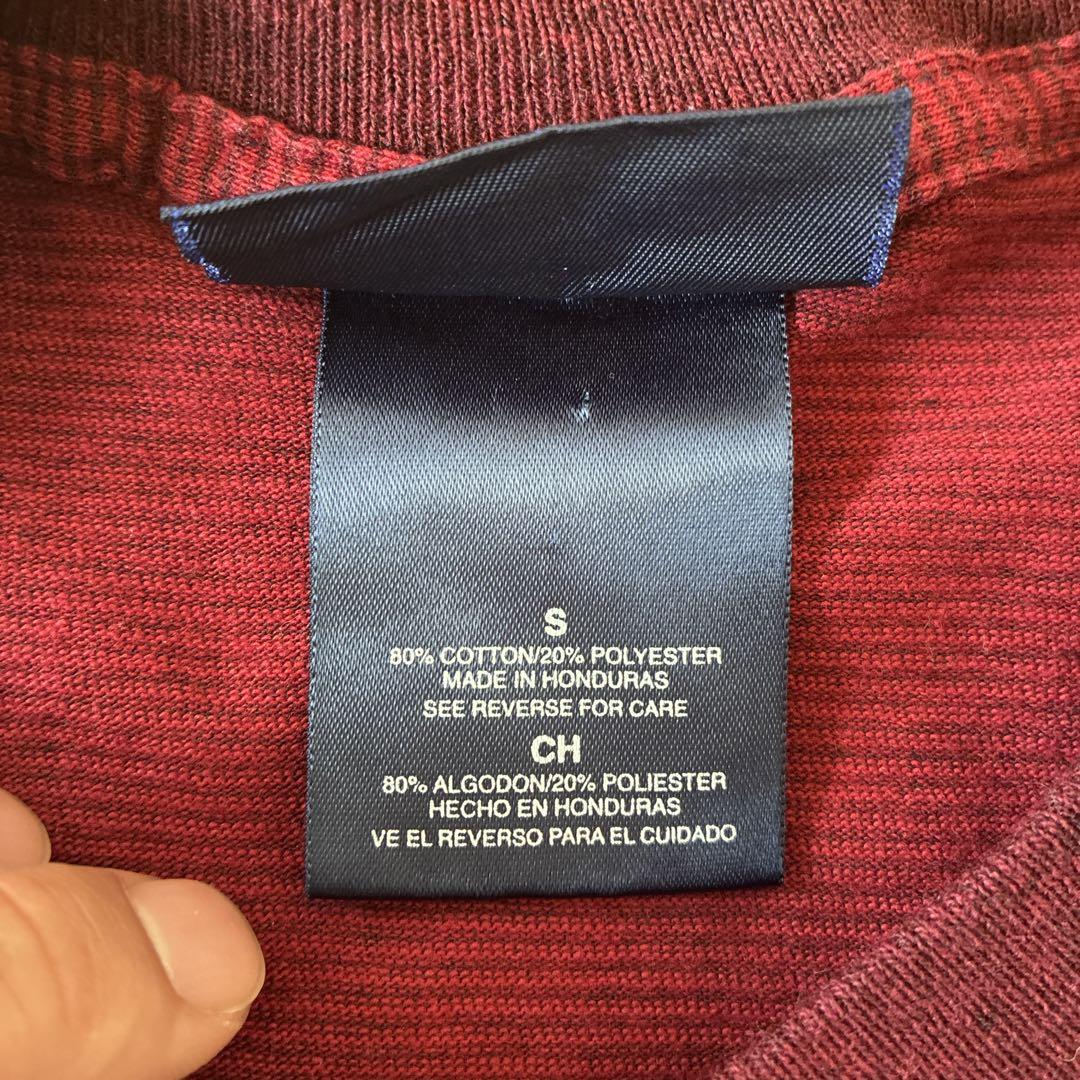 S
80% COTTON/20% POLYESTER
MADE IN HONDURAS
SEE REVERSE FOR CARE
CH
80% ALGODON/20% POLIESTER
HECHO EN HONDURAS
VE EL REVERSO PARA EL CUIDADO